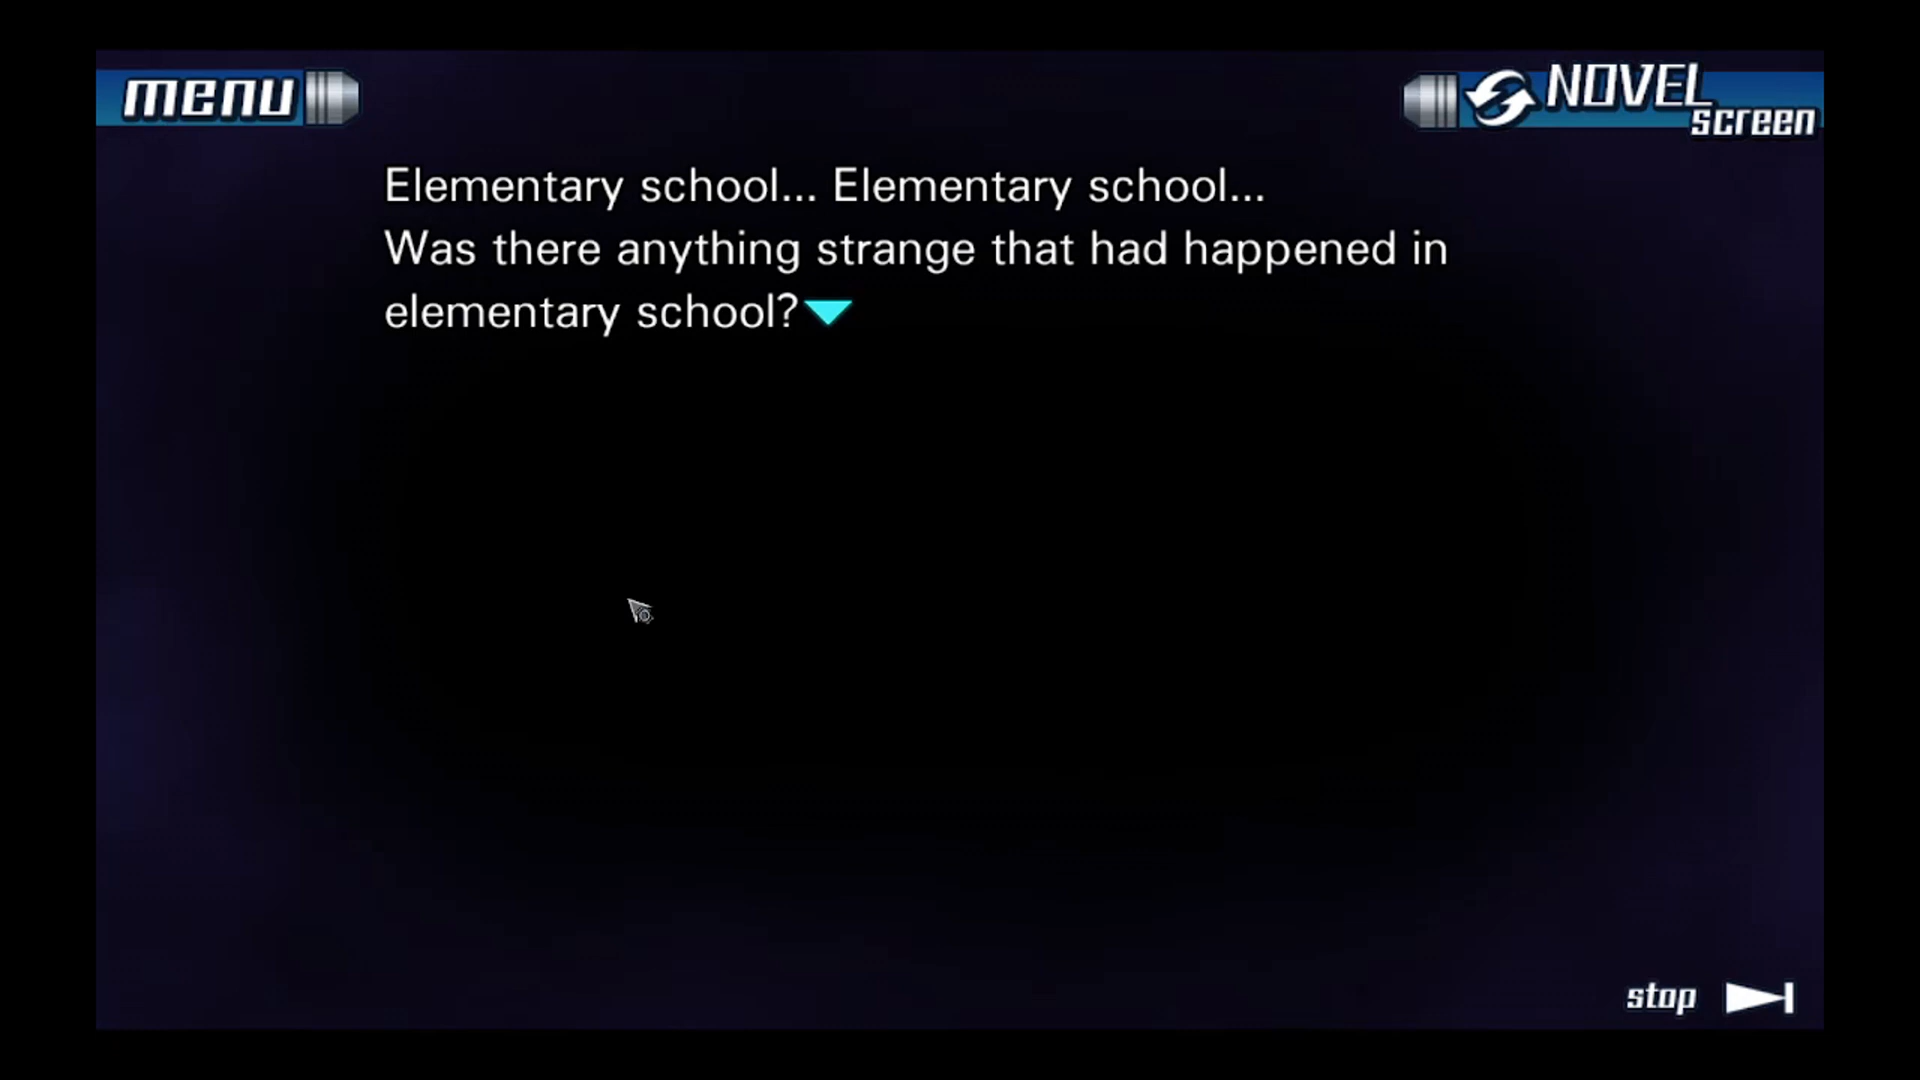 menu
NOVEL
screen
Elementary school... Elementary school...
Was there anything strange that had happened in
elementary school?
stop